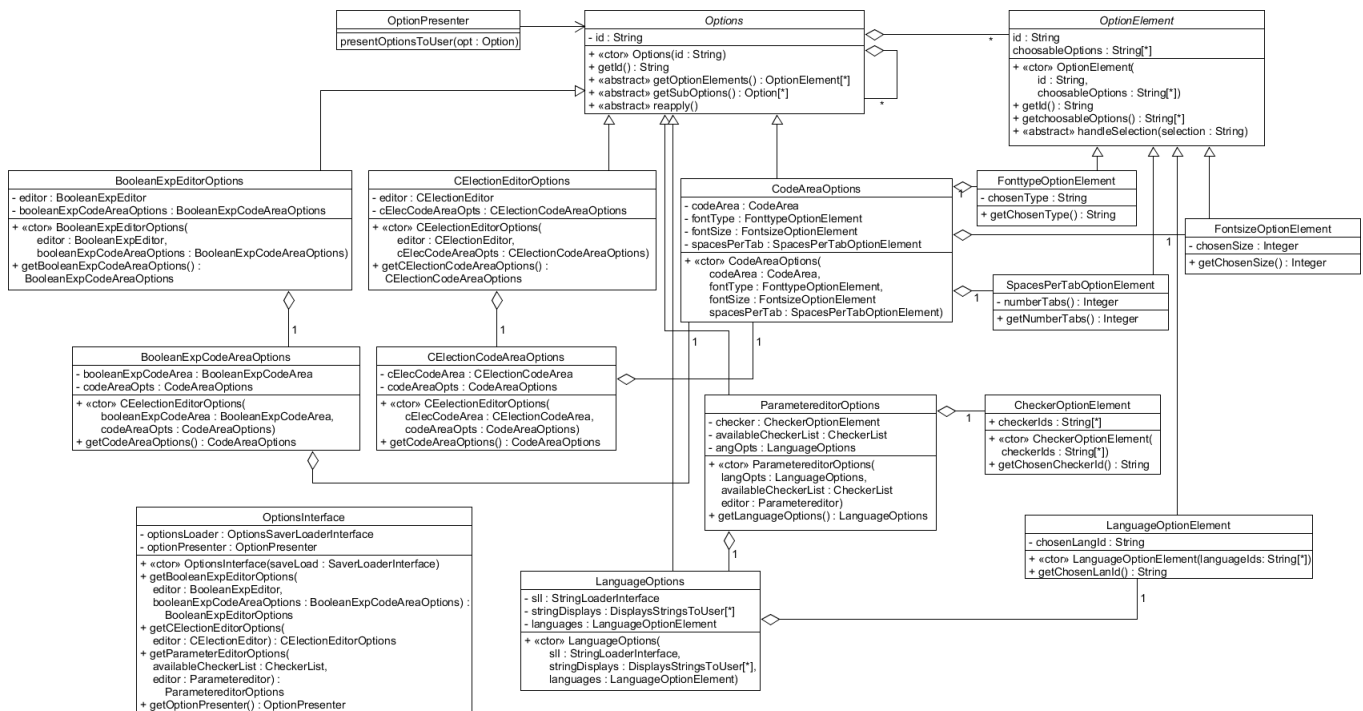 OptionPresenter
presentOptionsToUser(opt : Option)
Options
- id : String
+ «ctor» Options(id : String)
+ getId() : String
+ «abstract» getOptionElements() : OptionElement[*]
+ «abstract» getSubOptions() : Option[*]
+ «abstract» reapply()
*
*
OptionElement
id : String
choosableOptions : String[*]
+ «ctor» OptionElement(
id : String,
choosableOptions : String[*])
+ getId() : String
+ getchoosableOptions() : String[*]
+ «abstract» handleSelection(selection : String)
BooleanExpEditorOptions
- editor : BooleanExpEditor
- booleanExpCodeAreaOptions : BooleanExpCodeAreaOptions
+ «ctor» BooleanExpEditorOptions(
editor : BooleanExpEditor,
booleanExpCodeAreaOptions : BooleanExpCodeAreaOptions)
+ getBooleanExpCodeAreaOptions() :
BooleanExpCodeAreaOptions
1
CElectionEditorOptions
- editor : CElectionEditor
- cElecCodeAreaOpts : CElectionCodeAreaOptions
+ «ctor» CEelectionEditorOptions(
editor : CElectionEditor,
cElecCodeAreaOpts : CElectionCodeAreaOptions)
+ getCElectionCodeAreaOptions() :
CElectionCodeAreaOptions
1
CodeAreaOptions
- codeArea : CodeArea
- fontType : FonttypeOptionElement
- fontSize : FontsizeOptionElement
- spacesPerTab : SpacesPerTabOptionElement
+ «ctor» CodeAreaOptions(
codeArea : CodeArea,
fontType : FonttypeOptionElement,
fontSize : FontsizeOptionElement
spacesPerTab : SpacesPerTabOptionElement)
1
1
1
1
1
FonttypeOptionElement
- chosenType : String
+ getChosenType() : String
FontsizeOptionElement
- chosenSize : Integer
+ getChosenSize() : Integer
SpacesPerTabOptionElement
- numberTabs() : Integer
+ getNumberTabs() : Integer
BooleanExpCodeAreaOptions
- booleanExpCodeArea : BooleanExpCodeArea
- codeAreaOpts : CodeAreaOptions
+ «ctor» CEelectionEditorOptions(
booleanExpCodeArea : BooleanExpCodeArea,
codeAreaOpts : CodeAreaOptions)
+ getCodeAreaOptions() : CodeAreaOptions
CElectionCodeAreaOptions
- cElecCodeArea : CElectionCodeArea
- codeAreaOpts : CodeAreaOptions
+ «ctor» CEelectionEditorOptions(
cElecCodeArea : CElectionCodeArea,
codeAreaOpts : CodeAreaOptions)
+ getCodeAreaOptions() : CodeAreaOptions
ParametereditorOptions
- checker : CheckerOptionElement
- availableCheckerList : CheckerList
- angOpts : LanguageOptions
+ «ctor» ParametereditorOptions(
langOpts : LanguageOptions,
availableCheckerList : CheckerList
editor : Parametereditor)
+ getLanguageOptions() : LanguageOptions
1
1
CheckerOptionElement
+ checkerIds : String[*]
+ «ctor» CheckerOptionElement(
checkerIds : String[*])
+ getChosenCheckerId() : String
OptionsInterface
- optionsLoader : OptionsSaverLoaderInterface
- optionPresenter : OptionPresenter
+ «ctor» OptionsInterface(saveLoad : SaverLoaderInterface)
+ getBooleanExpEditorOptions(
editor : BooleanExpEditor,
booleanExpCodeAreaOptions : BooleanExpCodeAreaOptions) :
BooleanExpEditorOptions
+ getCElectionEditorOptions(
editor : CElectionEditor) : CElectionEditorOptions
+ getParameterEditorOptions(
availableCheckerList : CheckerList,
editor : Parametereditor) :
ParametereditorOptions
+ getOptionPresenter() : OptionPresenter
LanguageOptions
- sll : StringLoaderInterface
- stringDisplays : DisplaysStringsToUser[*]
- languages : LanguageOptionElement
+ «ctor» LanguageOptions(
sll : StringLoaderInterface,
stringDisplays : DisplaysStringsToUser[*],
languages : LanguageOptionElement)
LanguageOptionElement
- chosenLangId : String
+ «ctor» LanguageOptionElement(languageIds: String[*])
+ getChosenLanId() : String
1